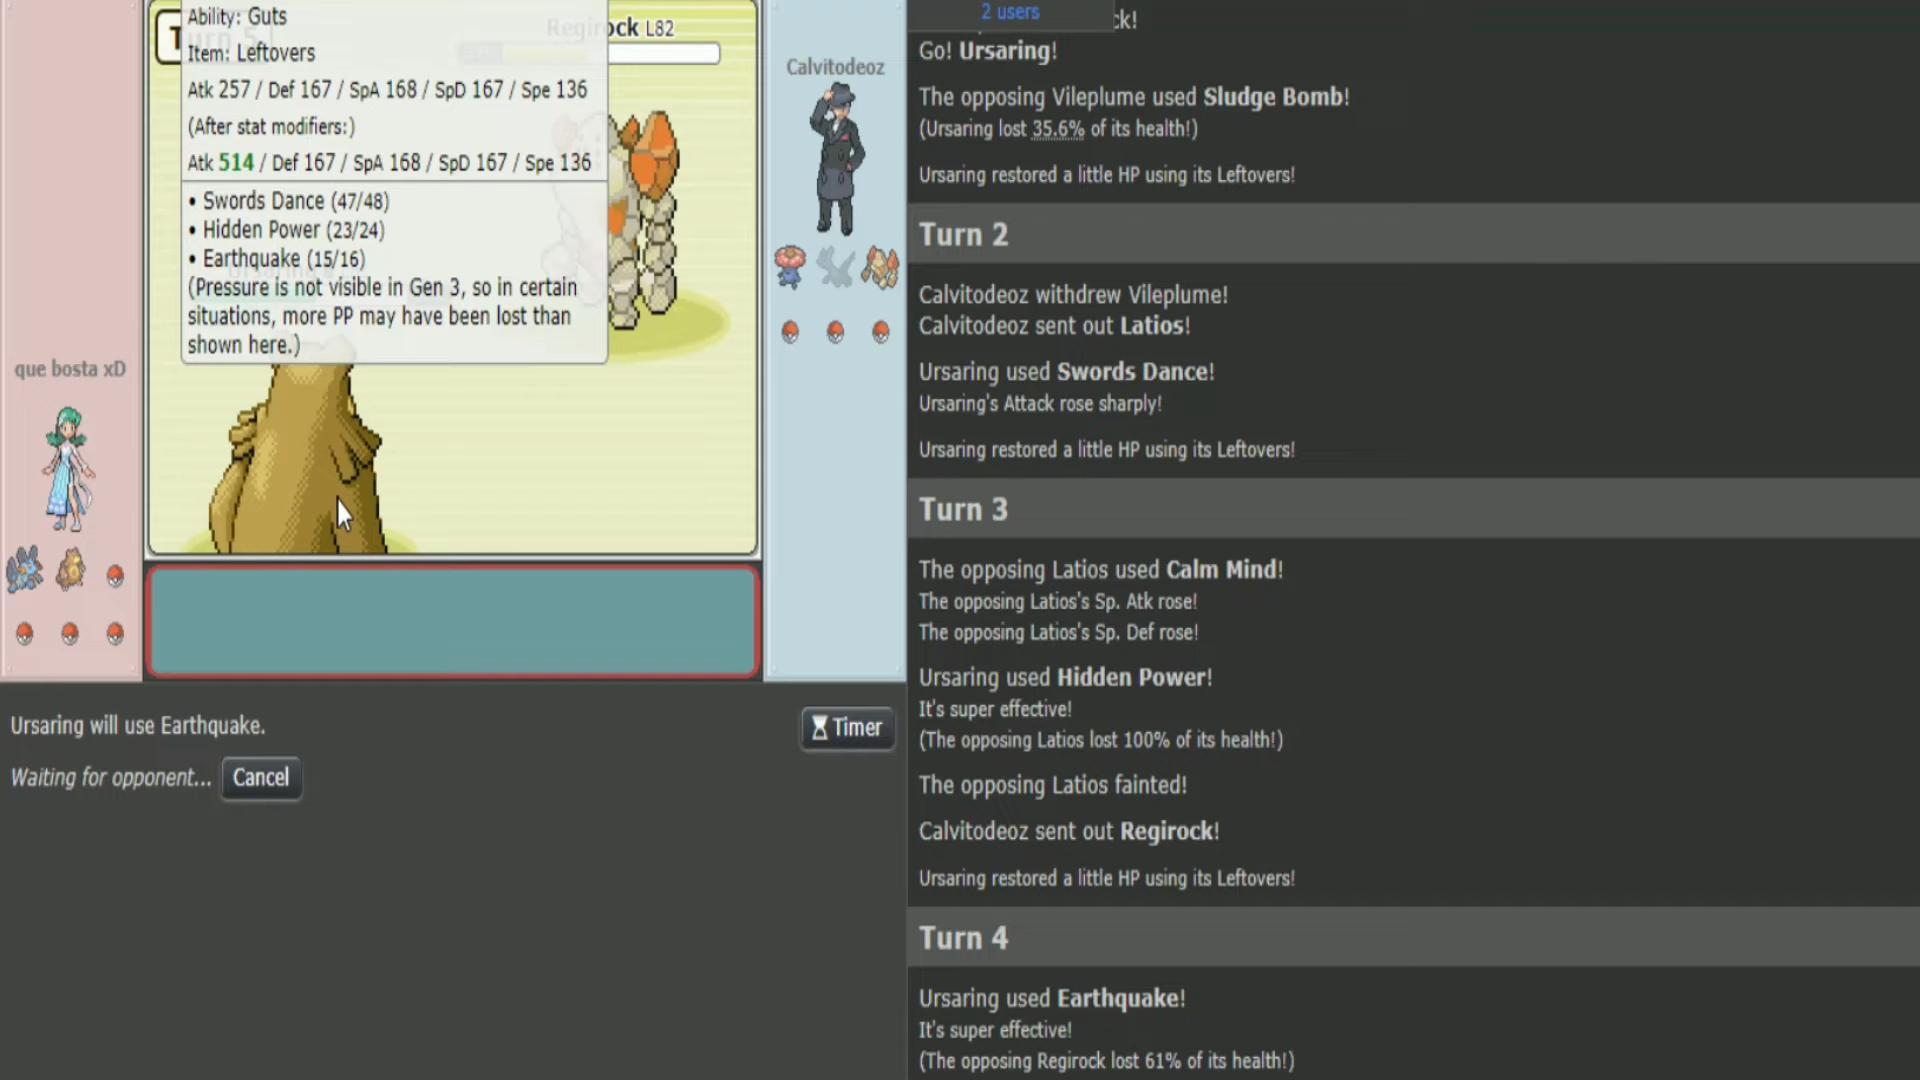 Ability: Guts
Item: Leftovers
Atk 257 / Def 167 / SpA 168 / SpD 167 / Spe 136
(After stat modifiers:)
Atk 514 / Def 167 / SpA 168 / SpD 167 / Spe 136
• Swords Dance (47/48)
• Hidden Power (23/24)
• Earthquake (15/16)
(Pressure is not visible in Gen 3, so in certain
situations, more PP may have been lost than
shown here.)
Turn 5
Regirock L82
que bosta xD
Calvitodeoz
Ursaring will use Earthquake.
Timer
Waiting for opponent... Cancel
2 users
ck!
Go! Ursaring!
The opposing Vileplume used Sludge Bomb!
(Ursaring lost 35.6% of its health!)
Ursaring restored a little HP using its Leftovers!
Turn 2
Calvitodeoz withdrew Vileplume!
Calvitodeoz sent out Latios!
Ursaring used Swords Dance!
Ursaring's Attack rose sharply!
Ursaring restored a little HP using its Leftovers!
Turn 3
The opposing Latios used Calm Mind!
The opposing Latios's Sp. Atk rose!
The opposing Latios's Sp. Def rose!
Ursaring used Hidden Power!
It's super effective!
(The opposing Latios lost 100% of its health!)
The opposing Latios fainted!
Calvitodeoz sent out Regirock!
Ursaring restored a little HP using its Leftovers!
Turn 4
Ursaring used Earthquake!
It's super effective!
(The opposing Regirock lost 61% of its health!)